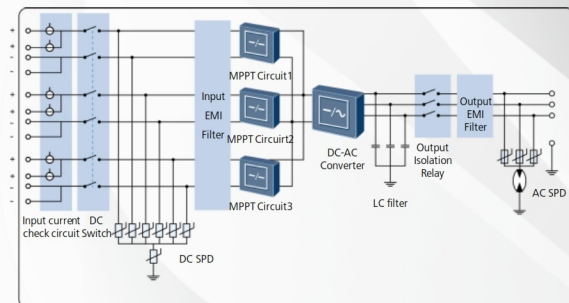 +
+
-
-
+
+
-
-
+
+
-
-
Input current
check circuit
DC
Switch
DC SPD
Input
EMI
Filter
MPPT Circuit1
MPPT Circuirt2
MPPT Circuit3
DC-AC
Converter
LC filter
Output
Isolation
Relay
Output
EMI
Filter
AC SPD